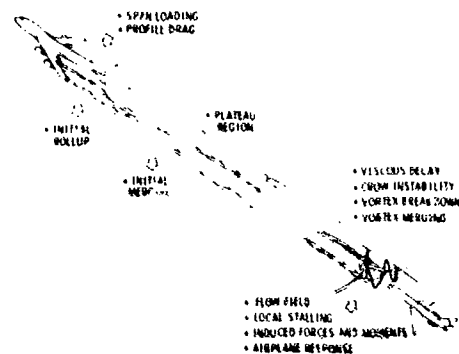 • SPAN LOADING
• PROFILE DRAG
• INITIAL
ROLLUP
• PLATEAU
REGION
• INITIAL
• VISCOUS DECAY
• CROW INSTABILITY
• VORTEX BREAKDOWN
• VORTEX MERGING
• FLOW FIELD
• LOCAL STALLING
• INDUCED FORCES AND MOMENTS
• AIRPLANE RESPONSE